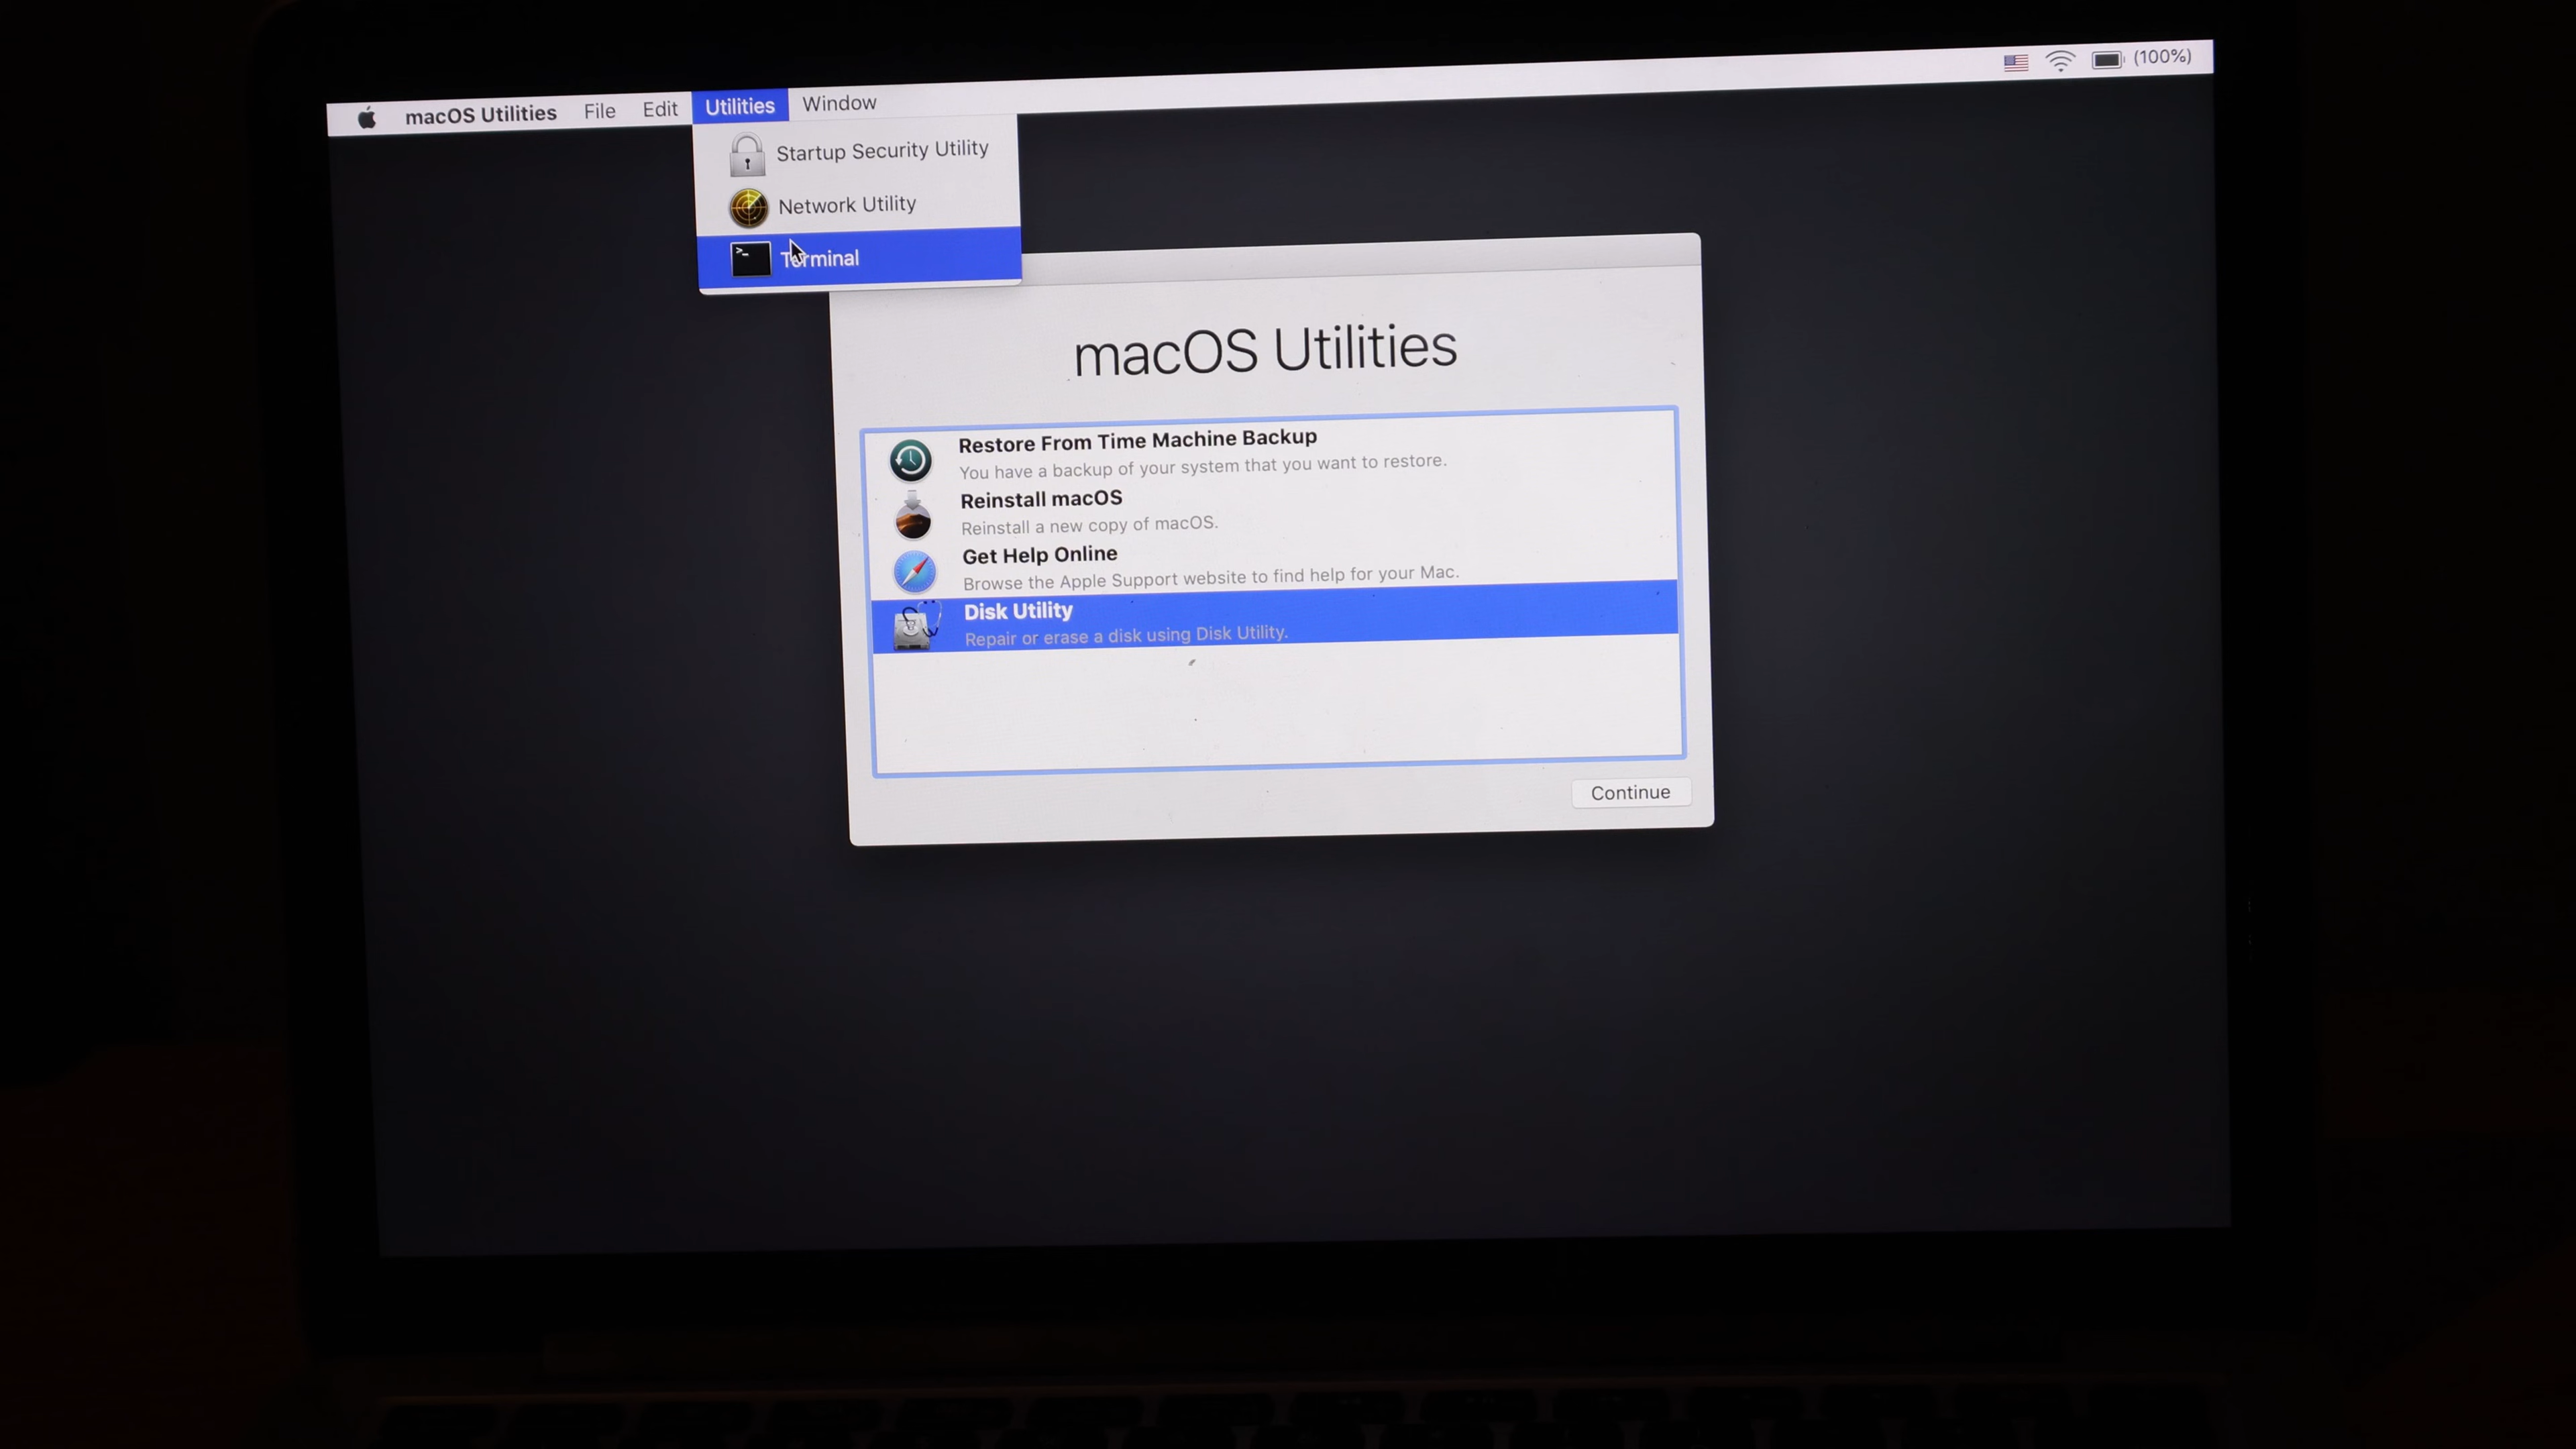 macOS Utilities File Edit Utilities Window (100%)
Startup Security Utility
Network Utility
Terminal
macOS Utilities
Restore From Time Machine Backup
You have a backup of your system that you want to restore.
Reinstall macOS
Reinstall a new copy of macOS.
Get Help Online
Browse the Apple Support website to find help for your Mac.
Disk Utility
Repair or erase a disk using Disk Utility.
Continue